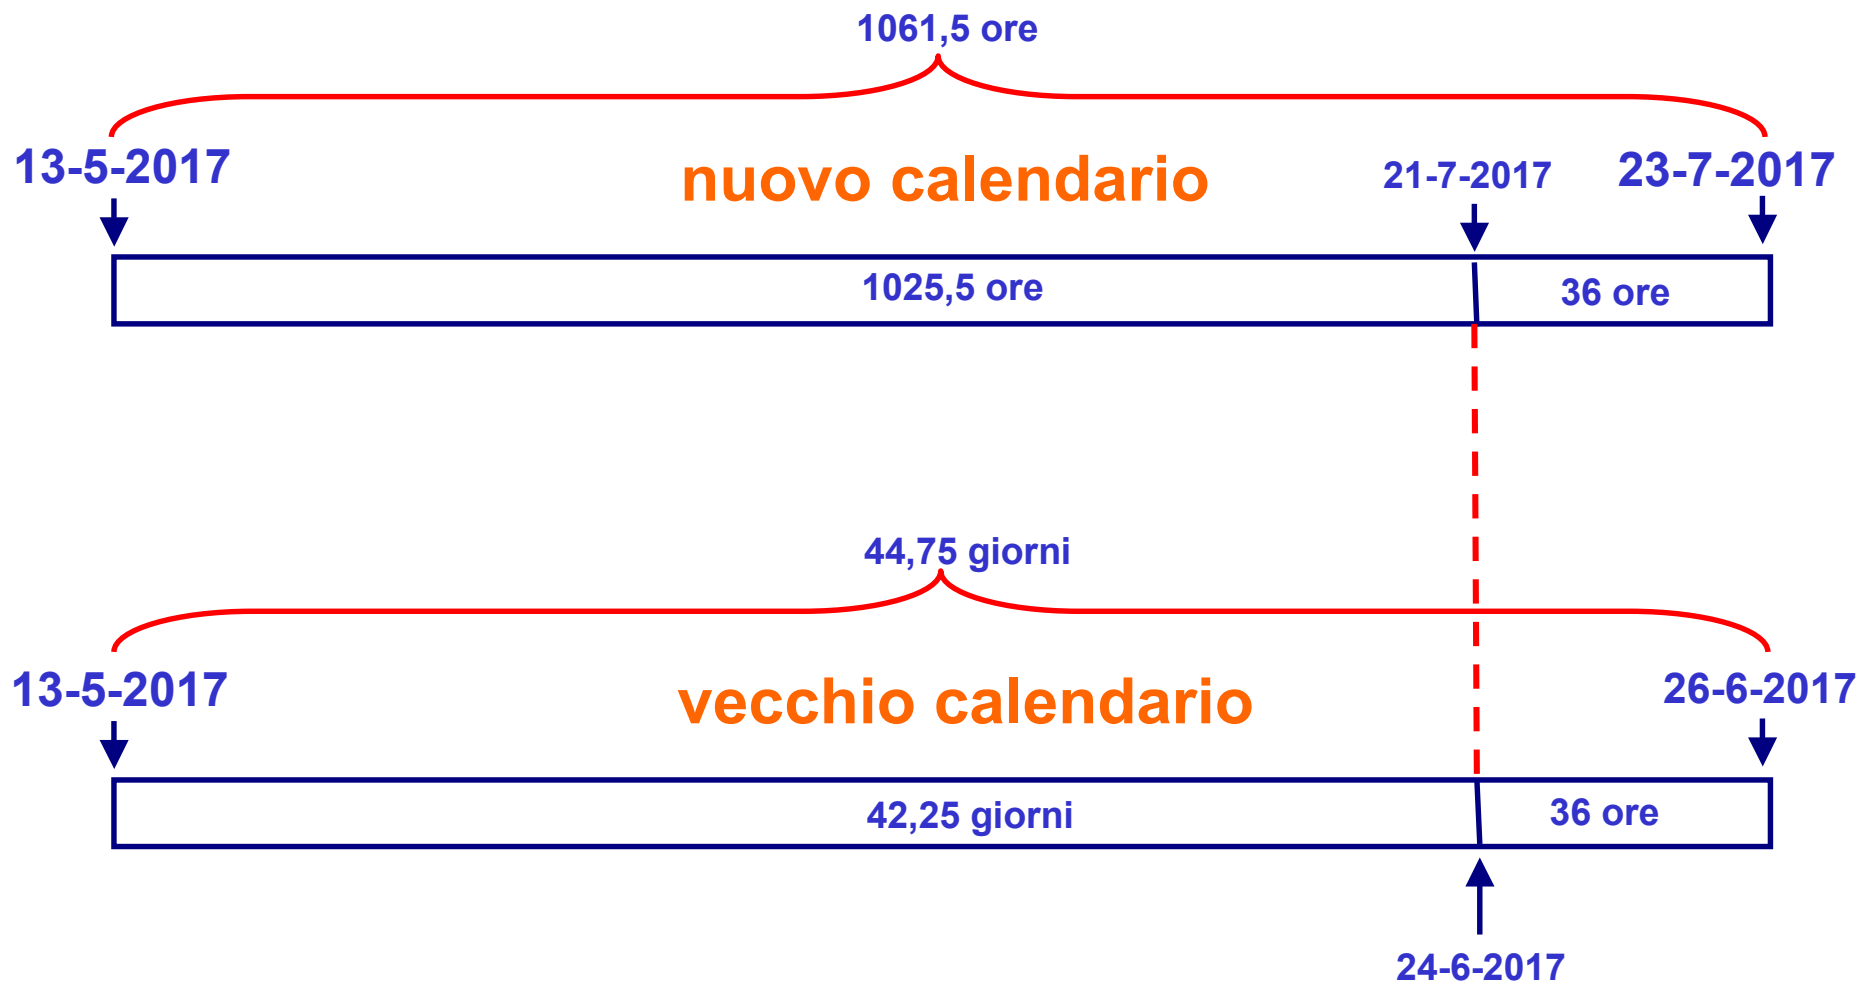 1061,5 ore
13-5-2017
nuovo calendario
21-7-2017
23-7-2017
1025,5 ore
36 ore
44,75 giorni
13-5-2017
vecchio calendario
26-6-2017
42,25 giorni
36 ore
24-6-2017